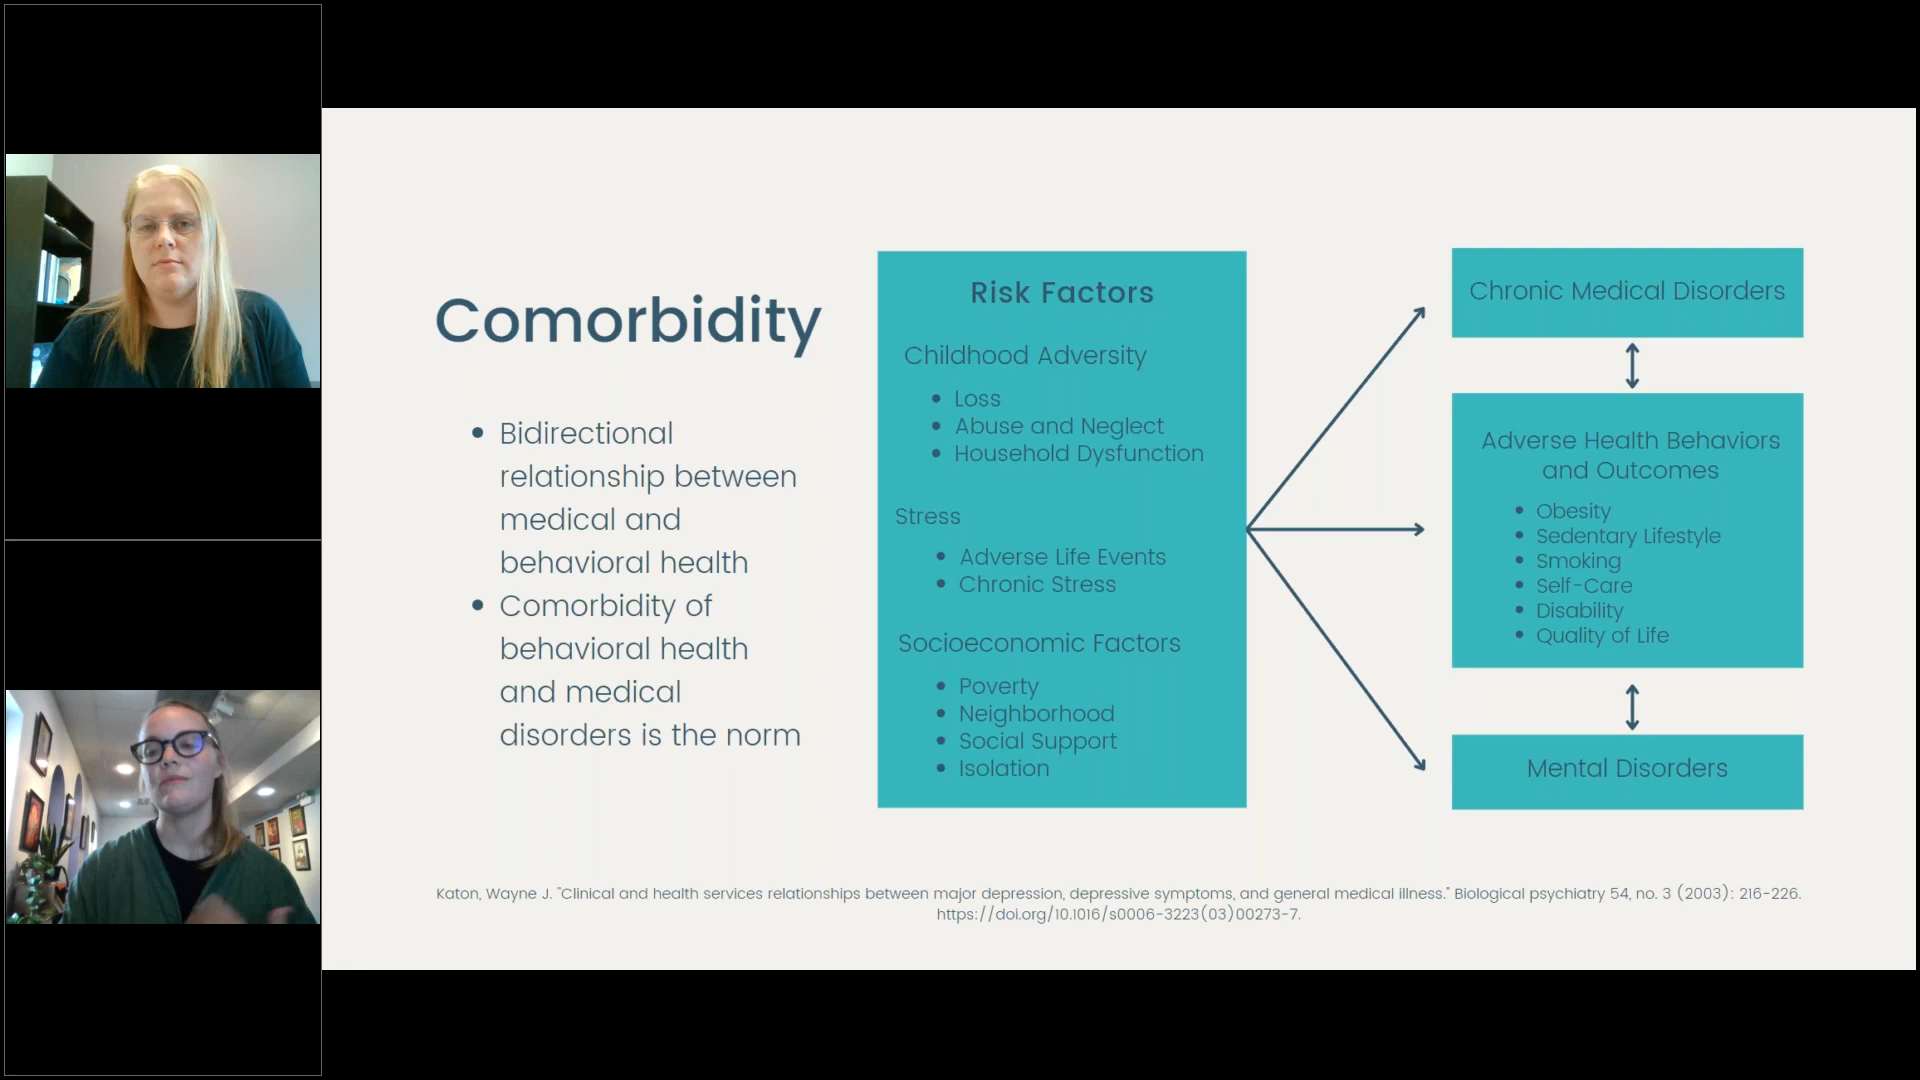 Comorbidity
Bidirectional
relationship between
medical and
behavioral health
Comorbidity of
behavioral health
and medical
disorders is the norm
Risk Factors
Childhood Adversity
Loss
Abuse and Neglect
Household Dysfunction
Stress
Adverse Life Events
Chronic Stress
Socioeconomic Factors
Poverty
Neighborhood
Social Support
Isolation
Chronic Medical Disorders
Adverse Health Behaviors
and Outcomes
Obesity
Sedentary Lifestyle
Smoking
Self-Care
Disability
Quality of Life
Mental Disorders
Katon, Wayne J. "Clinical and health services relationships between major depression, depressive symptoms, and general medical illness." Biological psychiatry 54, no. 3 (2003): 216-226.
https://doi.org/10.1016/s0006-3223(03)00273-7.